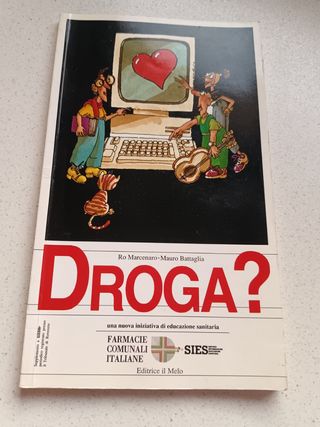 Ro Marcenaro-Mauro Battaglia
DROGA?
una nuova iniziativa di educazione sanitaria
FARMACIE
COMUNALI
ITALIANE
SIES
Editrice il Melo